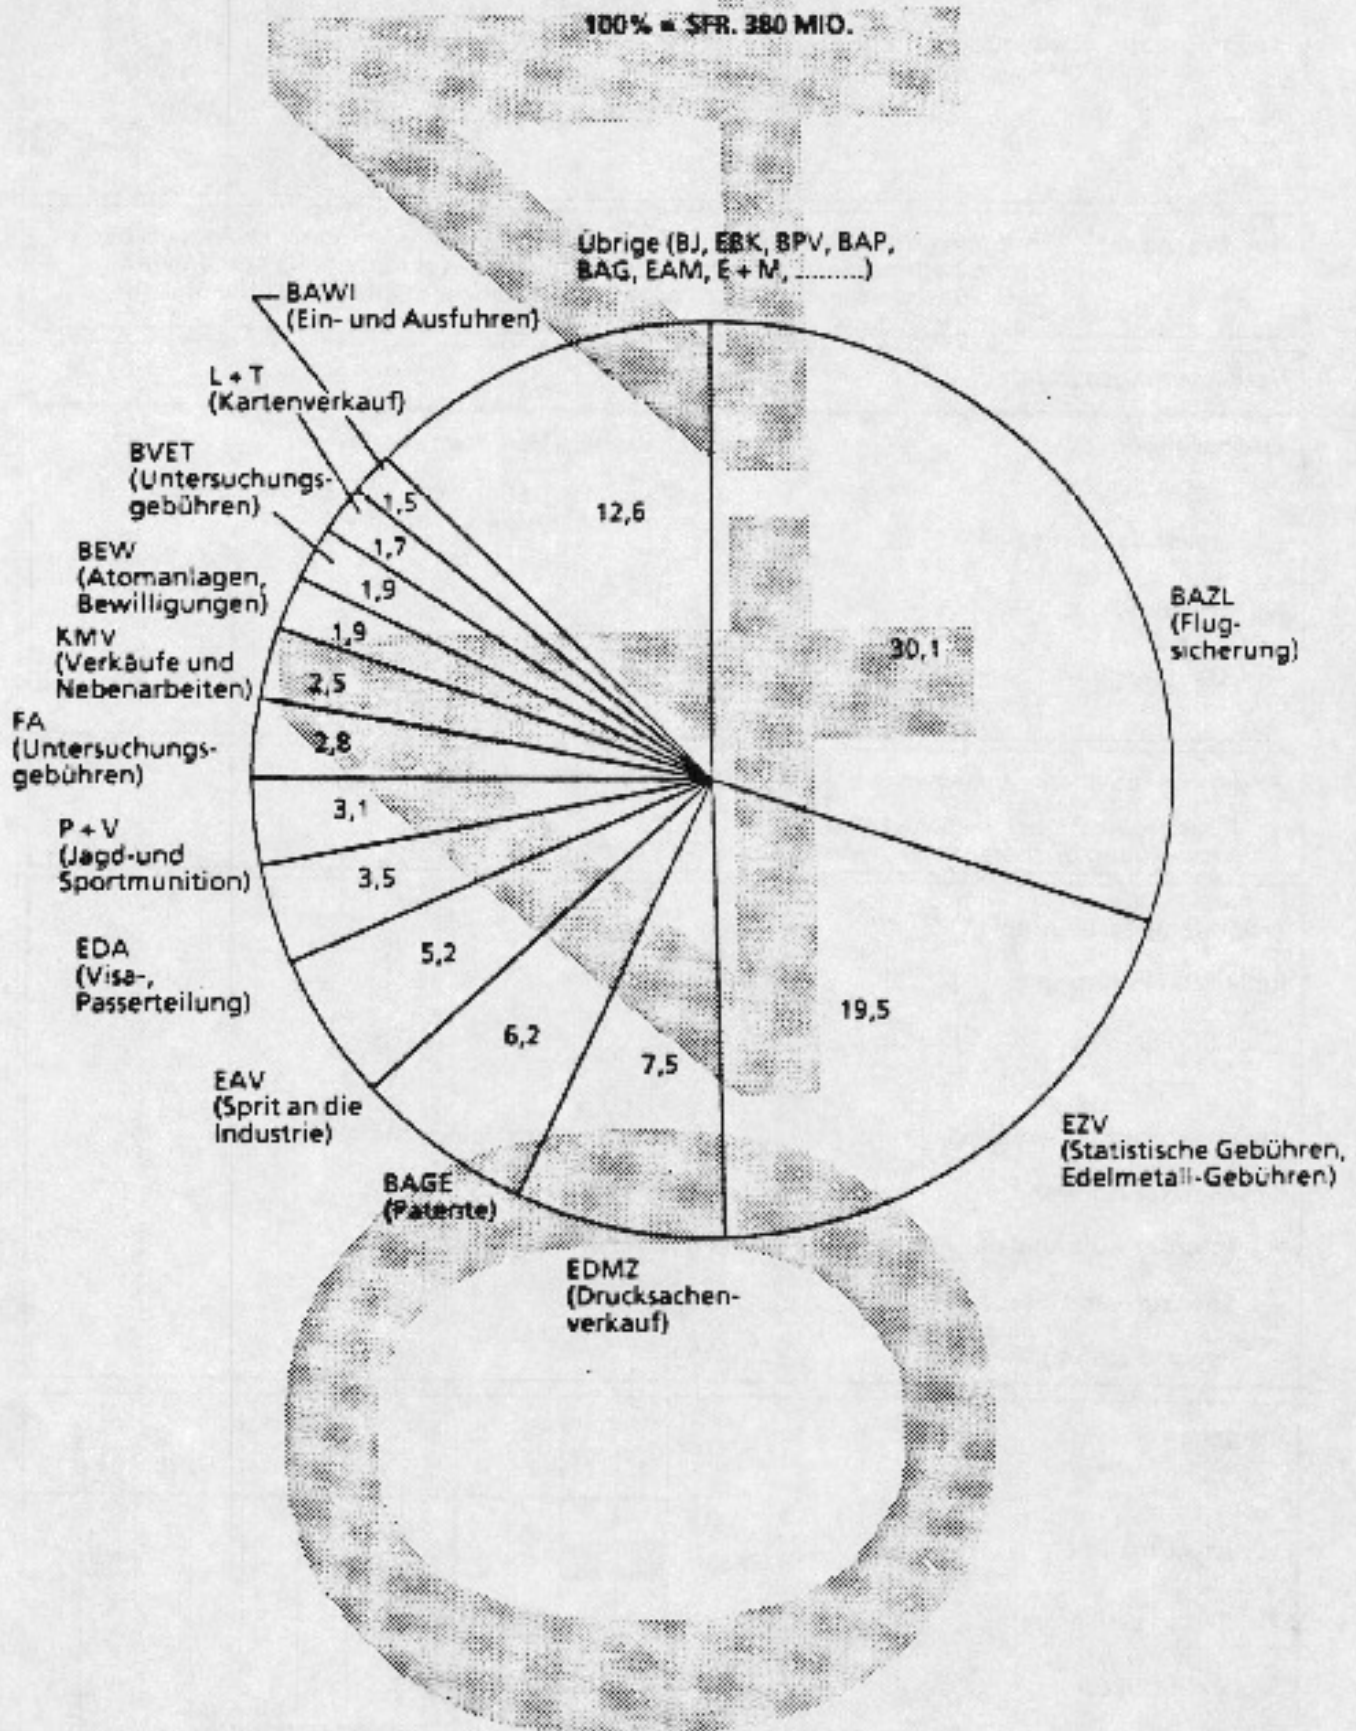 100% = SFR. 380 MIO.
Übrige (BJ, EBK, BPV, BAP,
BAG, EAM, E + M, .........)
BAWI
(Ein- und Ausfuhren)
L + T
(Kartenverkauf)
BVET
(Untersuchungs-
gebühren)
BEW
(Atomanlagen,
Bewilligungen)
KMV
(Verkäufe und
Nebenarbeiten)
FA
(Untersuchungs-
gebühren)
P + V
(Jagd-und
Sportmunition)
EDA
(Visa-,
Passerteilung)
EAV
(Sprit an die
Industrie)
BAGE
(Patente)
EDMZ
(Drucksachen-
verkauf)
EZV
(Statistische Gebühren,
Edelmetall-Gebühren)
BAZL
(Flug-
sicherung)
12,6
1,5
1,7
1,9
1,9
2,5
2,8
3,1
3,5
5,2
6,2
7,5
19,5
30,1